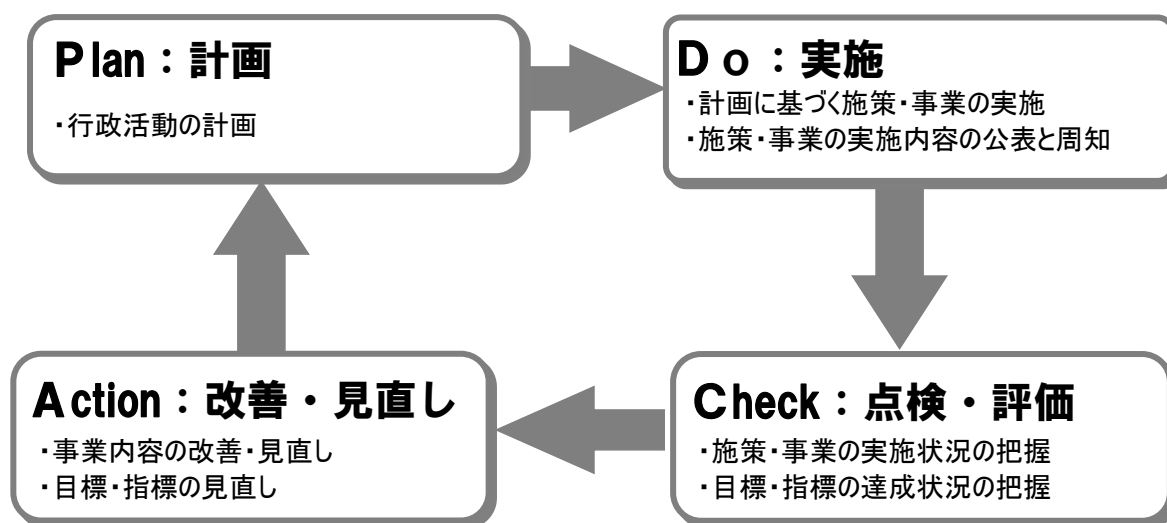 Plan：計画
・行政活動の計画
Do：実施
・計画に基づく施策・事業の実施
・施策・事業の実施内容の公表と周知
Check：点検・評価
・施策・事業の実施状況の把握
・目標・指標の達成状況の把握
Action：改善・見直し
・事業内容の改善・見直し
・目標・指標の見直し